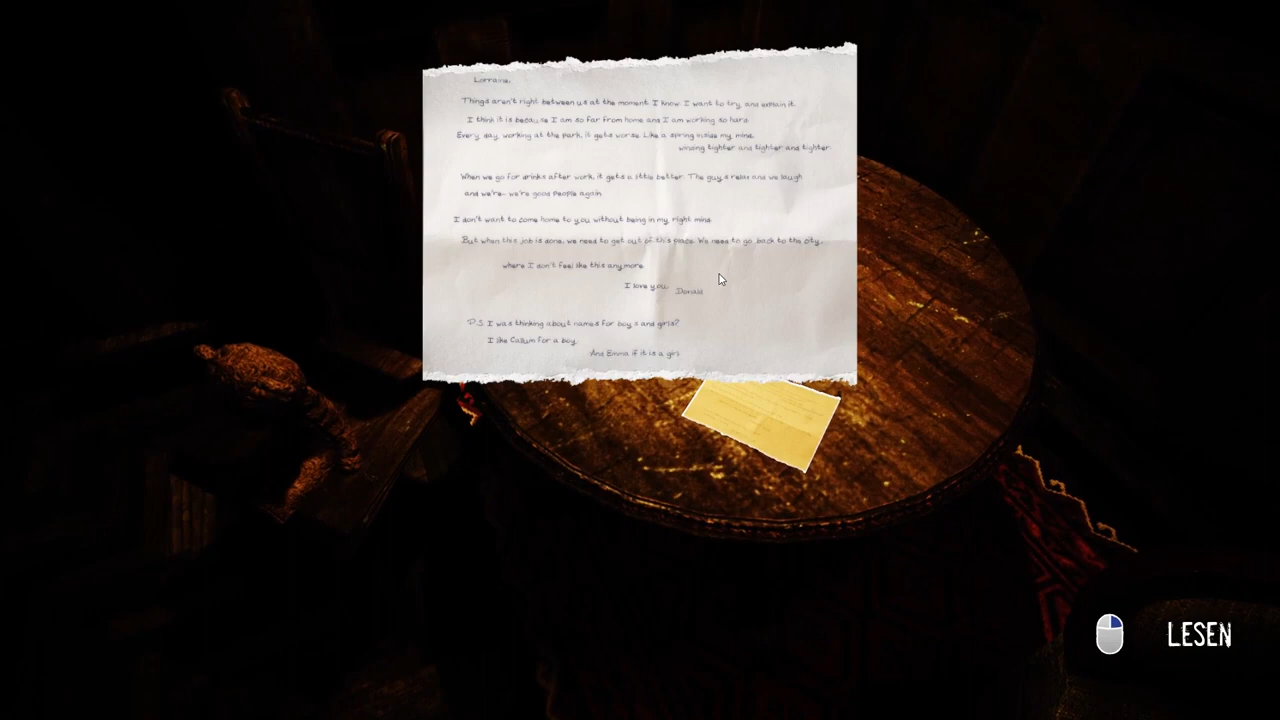 Lorraine,
Things aren't right between us at the moment. I know. I want to try, and explain it.
I think it is because I am so far from home and I am working so hard.
Every day, working at the park, it gets worse. Like a spring inside my mind,
winding tighter and tighter and tighter.
When we go for drinks after work, it gets a little better. The guys relax and we laugh
and we're- we're good people again
I don't want to come home to you without being in my right mind.
But when this job is done, we need to get out of this place. We need to go back to the city,
where I don't feel like this anymore.
I love you.
Donald
P.S. I was thinking about names for boys and girls?
I like Callum for a boy.
And Emma if it is a girl.
LESEN